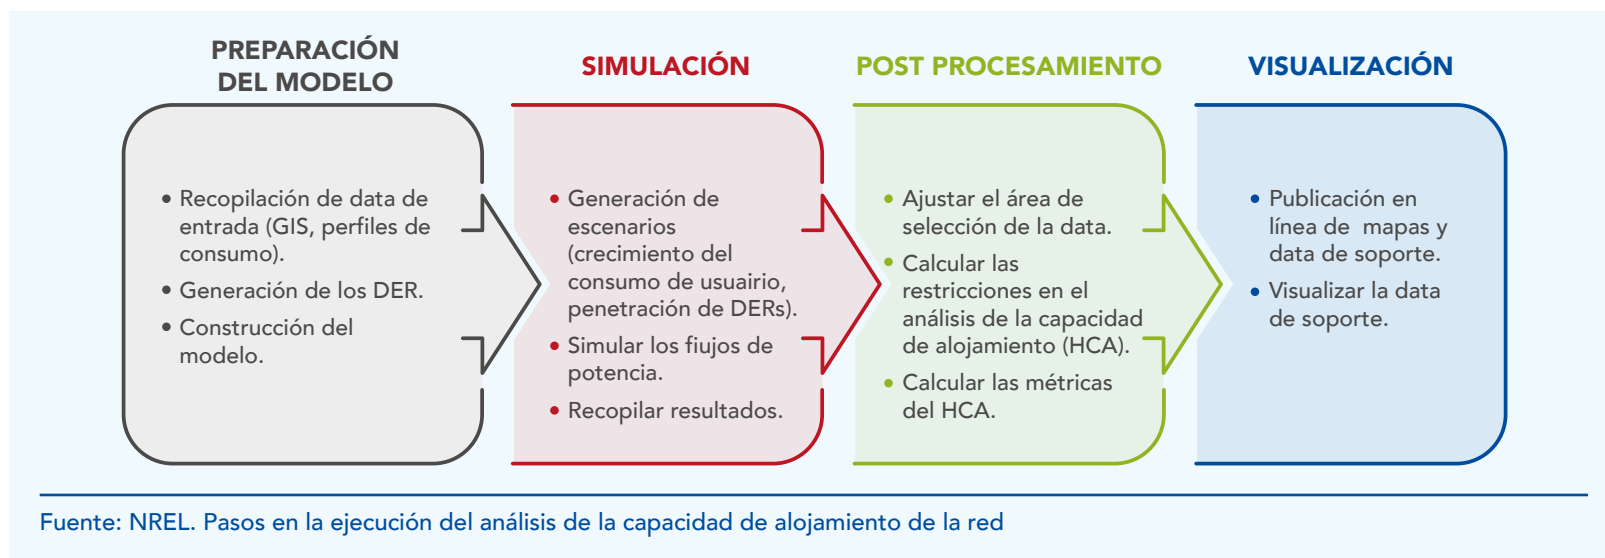 PREPARACIÓN
DEL MODELO
• Recopilación de data de
entrada (GIS, perfiles de
consumo).
• Generación de los DER.
• Construcción del
modelo.
SIMULACIÓN
• Generación de
escenarios
(crecimiento del
consumo de usuairio,
penetración de DERs).
• Simular los fiujos de
potencia.
• Recopilar resultados.
POST PROCESAMIENTO
• Ajustar el área de
selección de la data.
• Calcular las
restricciones en el
análisis de la capacidad
de alojamiento (HCA).
• Calcular las métricas
del HCA.
VISUALIZACIÓN
• Publicación en
línea de mapas y
data de soporte.
• Visualizar la data
de soporte.
Fuente: NREL. Pasos en la ejecución del análisis de la capacidad de alojamiento de la red